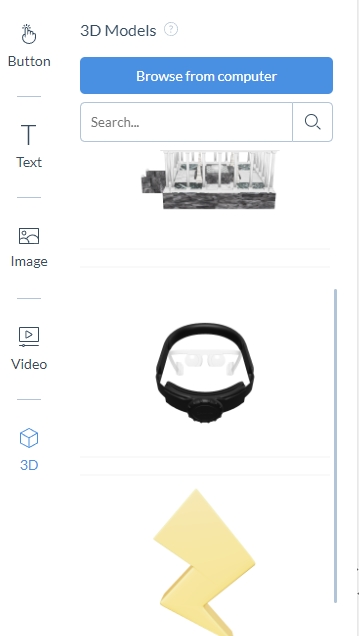 3D Models ?
Button
Browse from computer
Search...
Text
Image
Video
3D